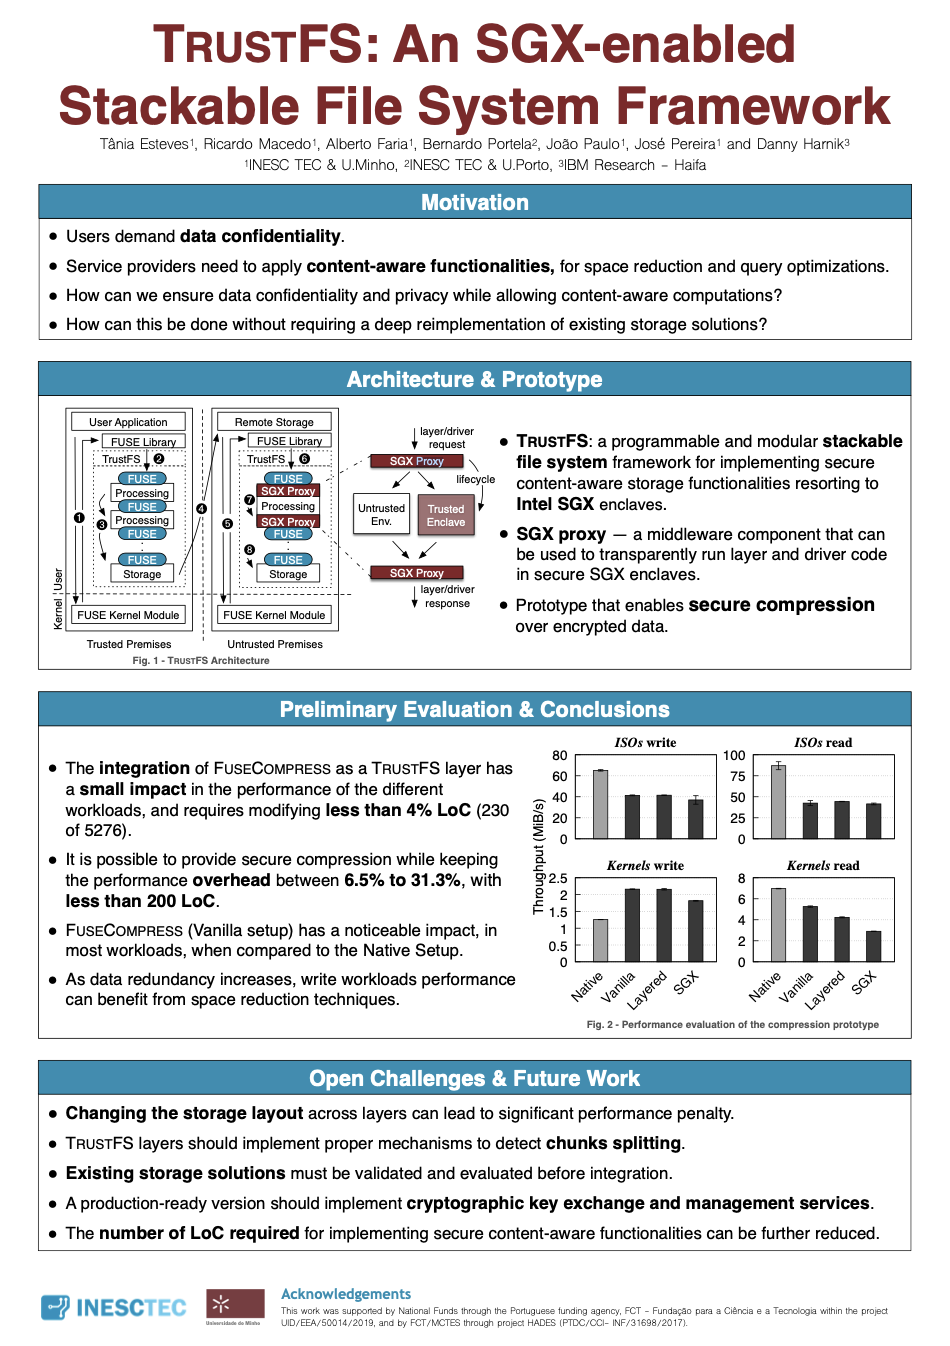 TRUSTFS: An SGX-enabled
Stackable File System Framework
Tânia Esteves¹, Ricardo Macedo¹, Alberto Faria¹, Bernardo Portela², João Paulo¹, José Pereira¹ and Danny Harnik³
¹INESC TEC & U.Minho, ²INESC TEC & U.Porto, ³IBM Research – Haifa
Motivation
● Users demand data confidentiality.
● Service providers need to apply content-aware functionalities, for space reduction and query optimizations.
● How can we ensure data confidentiality and privacy while allowing content-aware computations?
● How can this be done without requiring a deep reimplementation of existing storage solutions?
Architecture & Prototype
User Application
FUSE Library
TrustFS
❷
FUSE
Processing
FUSE
❸
Processing
FUSE
FUSE
Storage
❶
Kernel
User
FUSE Kernel Module
Trusted Premises
❹
Remote Storage
FUSE Library
TrustFS
❻
FUSE
SGX Proxy
❼
Processing
SGX Proxy
❺
FUSE
❽
FUSE
Storage
FUSE Kernel Module
Untrusted Premises
layer/driver
request
SGX Proxy
lifecycle
Untrusted
Env.
Trusted
Enclave
SGX Proxy
layer/driver
response
Fig. 1 - TRUSTFS Architecture
● TRUSTFS: a programmable and modular stackable
file system framework for implementing secure
content-aware storage functionalities resorting to
Intel SGX enclaves.
● SGX proxy — a middleware component that can
be used to transparently run layer and driver code
in secure SGX enclaves.
● Prototype that enables secure compression
over encrypted data.
Preliminary Evaluation & Conclusions
● The integration of FUSECOMPRESS as a TRUSTFS layer has
a small impact in the performance of the different
workloads, and requires modifying less than 4% LoC (230
of 5276).
● It is possible to provide secure compression while keeping
the performance overhead between 6.5% to 31.3%, with
less than 200 LoC.
● FUSECOMPRESS (Vanilla setup) has a noticeable impact, in
most workloads, when compared to the Native Setup.
● As data redundancy increases, write workloads performance
can benefit from space reduction techniques.
Throughput (MiB/s)
ISOs write
80
60
40
20
0
ISOs read
100
75
50
25
0
Kernels write
2.5
2
1.5
1
0.5
0
Native
Vanilla
Layered
SGX
Kernels read
8
6
4
2
0
Native
Vanilla
Layered
SGX
Fig. 2 - Performance evaluation of the compression prototype
Open Challenges & Future Work
● Changing the storage layout across layers can lead to significant performance penalty.
● TRUSTFS layers should implement proper mechanisms to detect chunks splitting.
● Existing storage solutions must be validated and evaluated before integration.
● A production-ready version should implement cryptographic key exchange and management services.
● The number of LoC required for implementing secure content-aware functionalities can be further reduced.
INESCTEC
Universidade do Minho
Acknowledgements
This work was supported by National Funds through the Portuguese funding agency, FCT – Fundação para a Ciência e a Tecnologia within the project
UID/EEA/50014/2019, and by FCT/MCTES through project HADES (PTDC/CCI– INF/31698/2017).